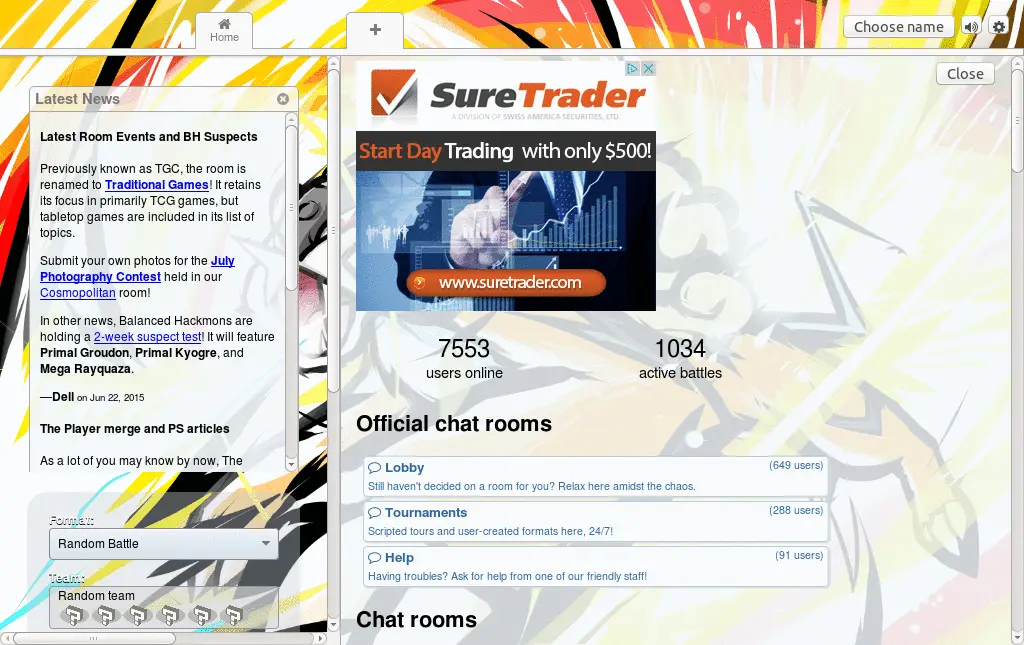 Home
+
Choose name
Latest News
Latest Room Events and BH Suspects
Previously known as TGC, the room is
renamed to Traditional Games! It retains
its focus in primarily TCG games, but
tabletop games are included in its list of
topics.
Submit your own photos for the July
Photography Contest held in our
Cosmopolitan room!
In other news, Balanced Hackmons are
holding a 2-week suspect test! It will feature
Primal Groudon, Primal Kyogre, and
Mega Rayquaza.
—Dell on Jun 22, 2015
The Player merge and PS articles
As a lot of you may know by now, The
Format:
Random Battle
Team:
Random team
? ? ? ? ? ?
Close
SureTrader
A DIVISION OF SWISS AMERICA SECURITIES, LTD.
Start Day Trading with only $500!
www.suretrader.com
7553
users online
1034
active battles
Official chat rooms
Lobby (649 users)
Still haven't decided on a room for you? Relax here amidst the chaos.
Tournaments (288 users)
Scripted tours and user-created formats here, 24/7!
Help (91 users)
Having troubles? Ask for help from one of our friendly staff!
Chat rooms